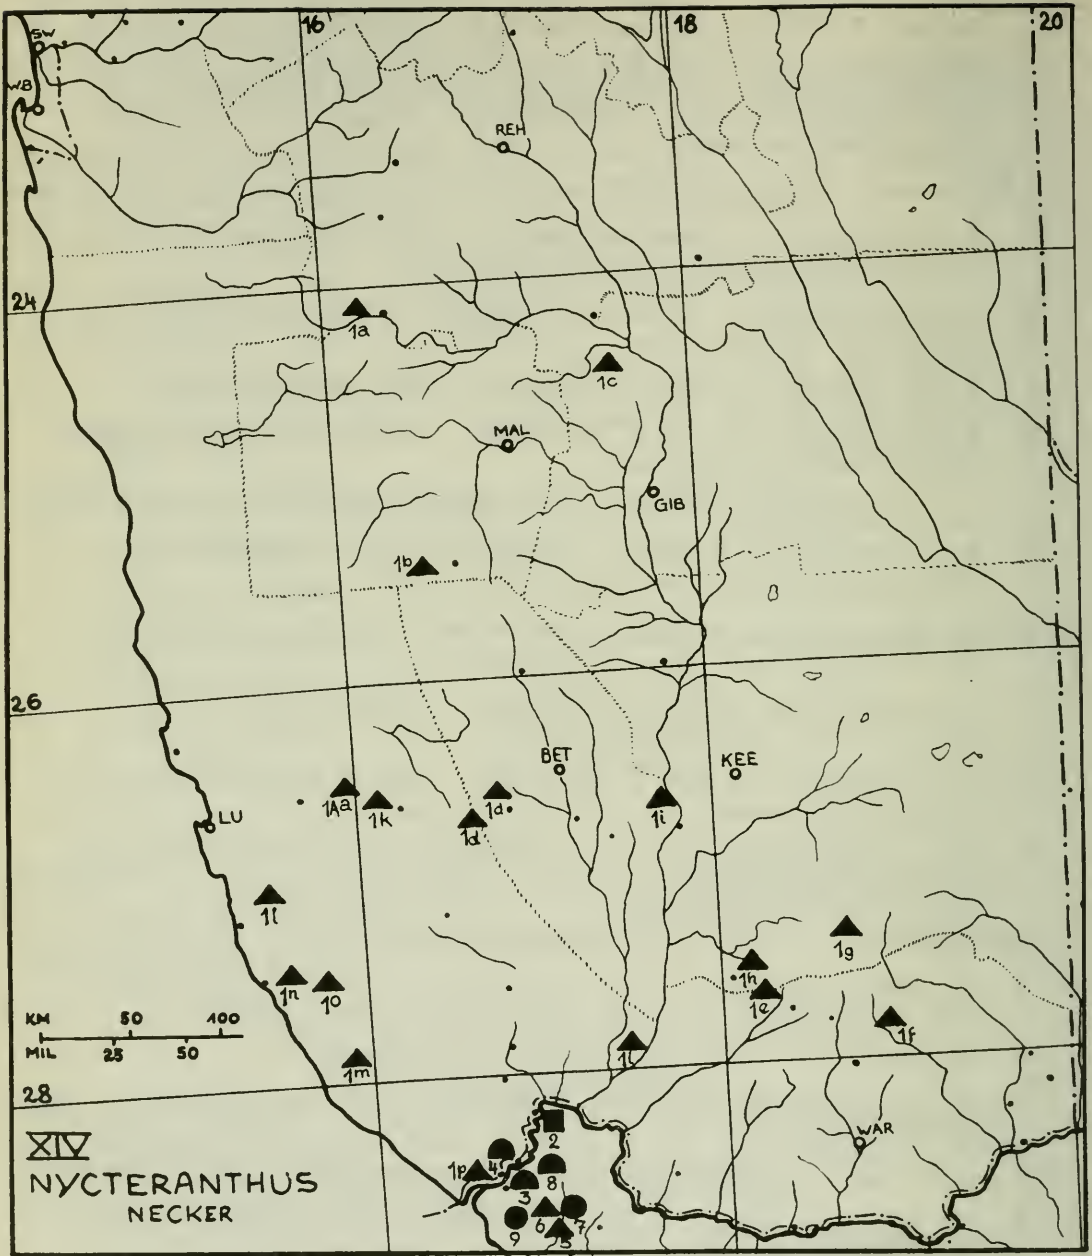 16
18
20
SW
WB
REH
24
1a
1c
MAL
GIB
1b
26
BET
KEE
1Aa
1k
1d
1d
1i
LU
1l
1g
1h
1e
1n
1o
1f
KM 50 100
MIL 25 50
1m
28
XIV
NYCTERANTHUS
NECKER
2
WAR
4
1p
8
3
6
7
9
5